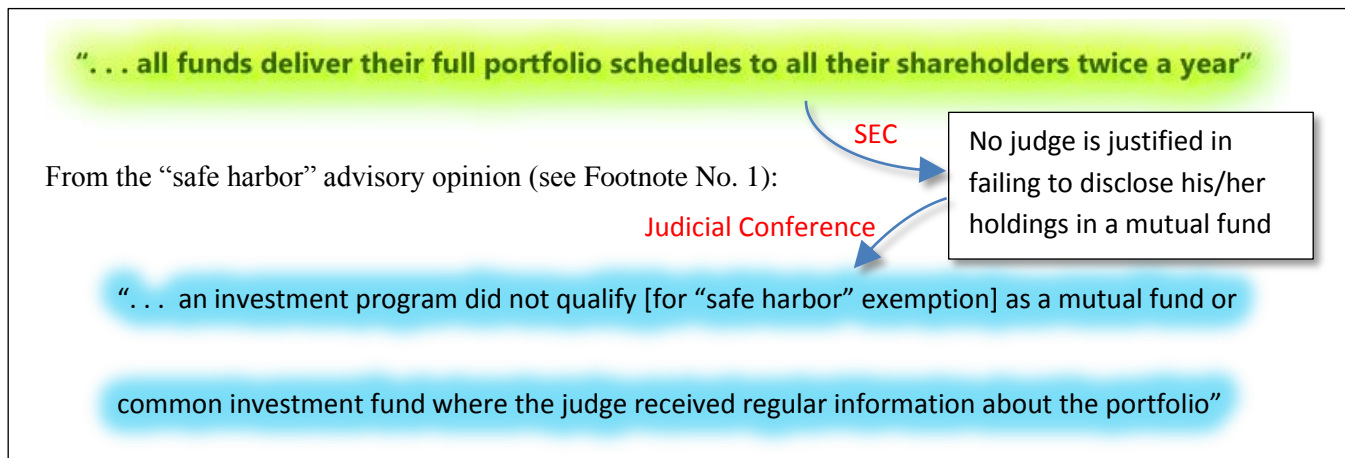 “. . . all funds deliver their full portfolio schedules to all their shareholders twice a year”
SEC
No judge is justified in
failing to disclose his/her
holdings in a mutual fund
From the “safe harbor” advisory opinion (see Footnote No. 1):
Judicial Conference
“. . .  an investment program did not qualify [for “safe harbor” exemption] as a mutual fund or
common investment fund where the judge received regular information about the portfolio”